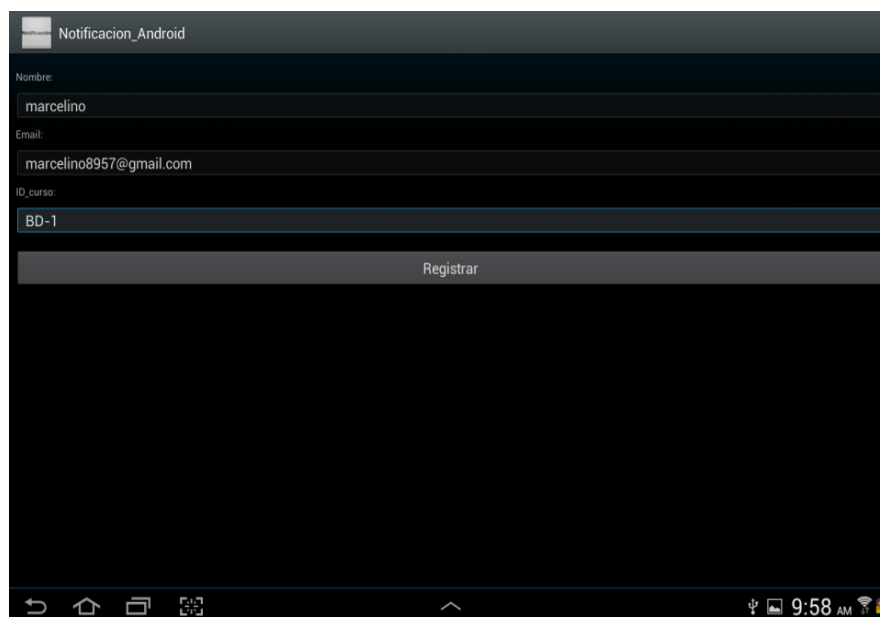 Notificacion_Android
Nombre:
marcelino
Email:
marcelino8957@gmail.com
ID_curso:
BD-1
Registrar
9:58 AM